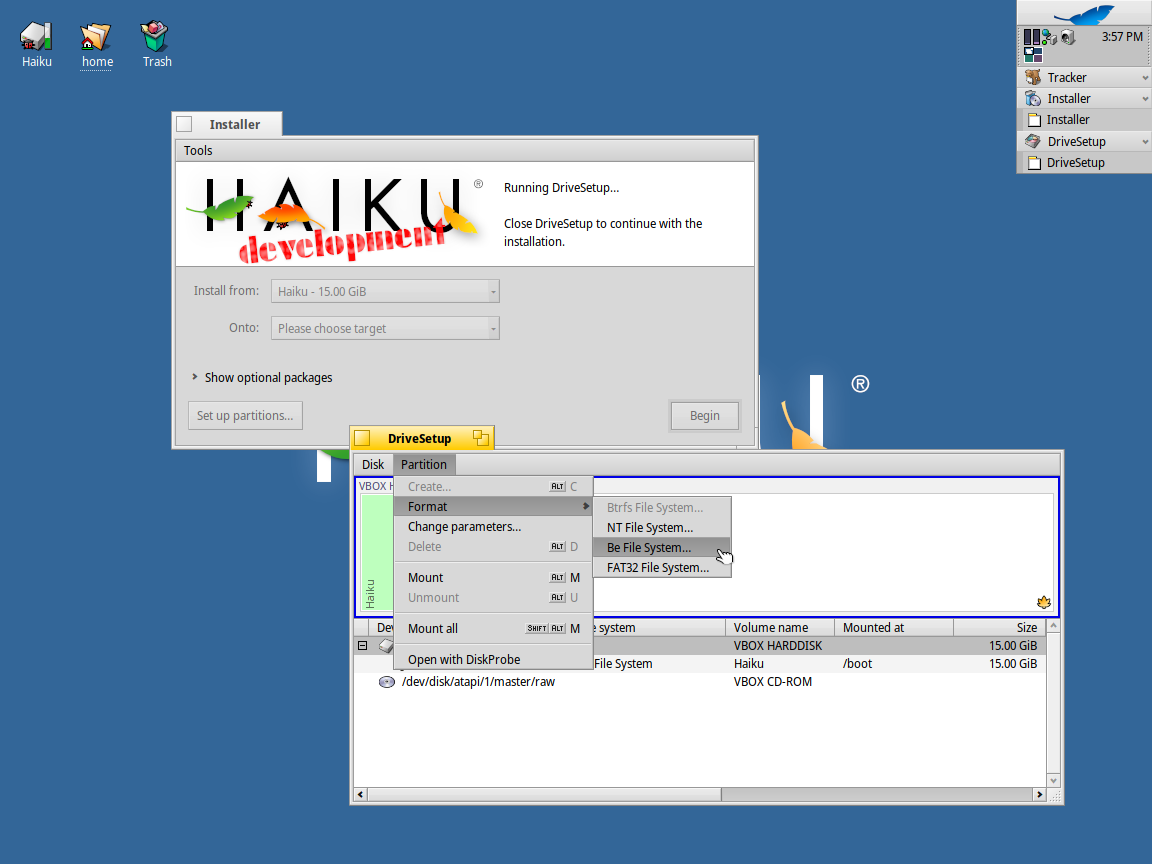 Haiku
home
Trash
3:57 PM
Tracker
Installer
Installer
DriveSetup
DriveSetup
Installer
Tools
HAIKU ®
development
Running DriveSetup...
Close DriveSetup to continue with the
installation.
Install from: Haiku - 15.00 GiB
Onto: Please choose target
Show optional packages
Set up partitions...
Begin
®
DriveSetup
Disk Partition
VBOX H
Haiku
Create... ALT C
Format
Change parameters...
Delete ALT D
Mount ALT M
Unmount ALT U
Mount all SHIFT ALT M
Open with DiskProbe
Btrfs File System...
NT File System...
Be File System...
FAT32 File System...
Dev e system Volume name Mounted at Size
VBOX HARDDISK 15.00 GiB
File System Haiku /boot 15.00 GiB
/dev/disk/atapi/1/master/raw VBOX CD-ROM